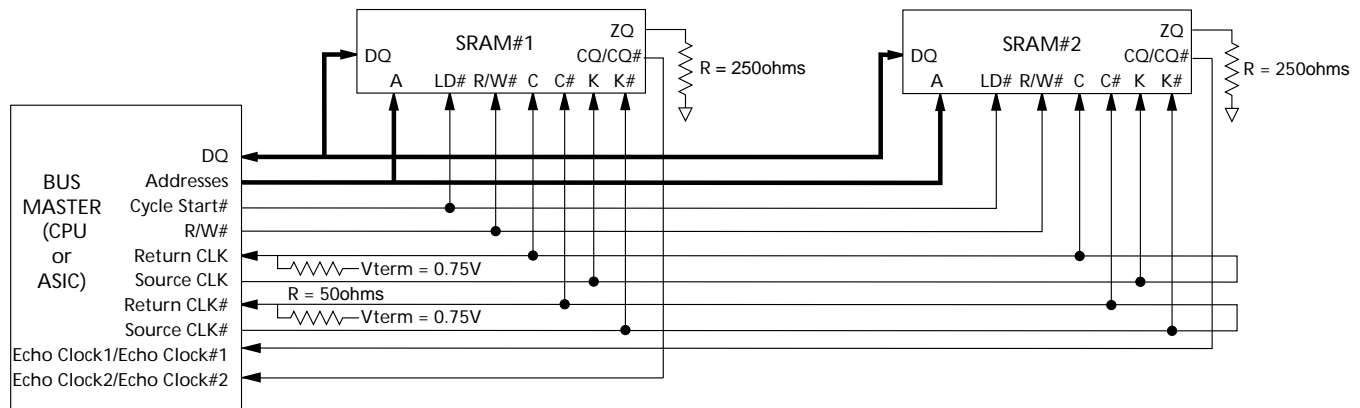 SRAM#1
ZQ
CQ/CQ#
DQ
A LD# R/W# C C# K K#
R = 250ohms
SRAM#2
ZQ
CQ/CQ#
DQ
A LD# R/W# C C# K K#
R = 250ohms
BUS
MASTER
(CPU
or
ASIC)
DQ
Addresses
Cycle Start#
R/W#
Return CLK
Source CLK
Return CLK#
Source CLK#
Echo Clock1/Echo Clock#1
Echo Clock2/Echo Clock#2
Vterm = 0.75V
R = 50ohms
Vterm = 0.75V